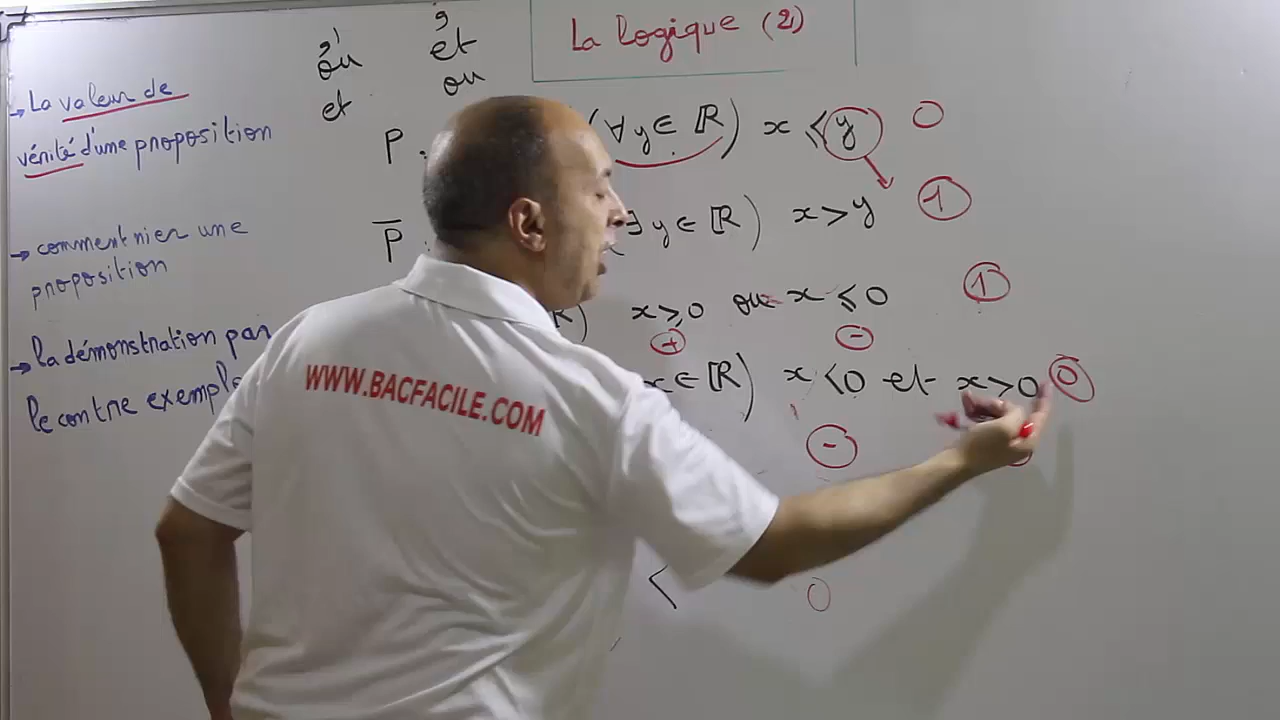 La logique (2)
où et
et ou
→ La valeur de
vérité d'une proposition
→ comment nier une
proposition
→ la démonstration par
le contre exemple
P : (∀y ∈ ℝ) x ≤ y 0
P̅ : (∃y ∈ ℝ) x > y 1
ℝ) x ≥ 0 ou x ≤ 0 1
+ -
x ∈ ℝ) x < 0 et x > 0 0
-
< 0
WWW.BACFACILE.COM